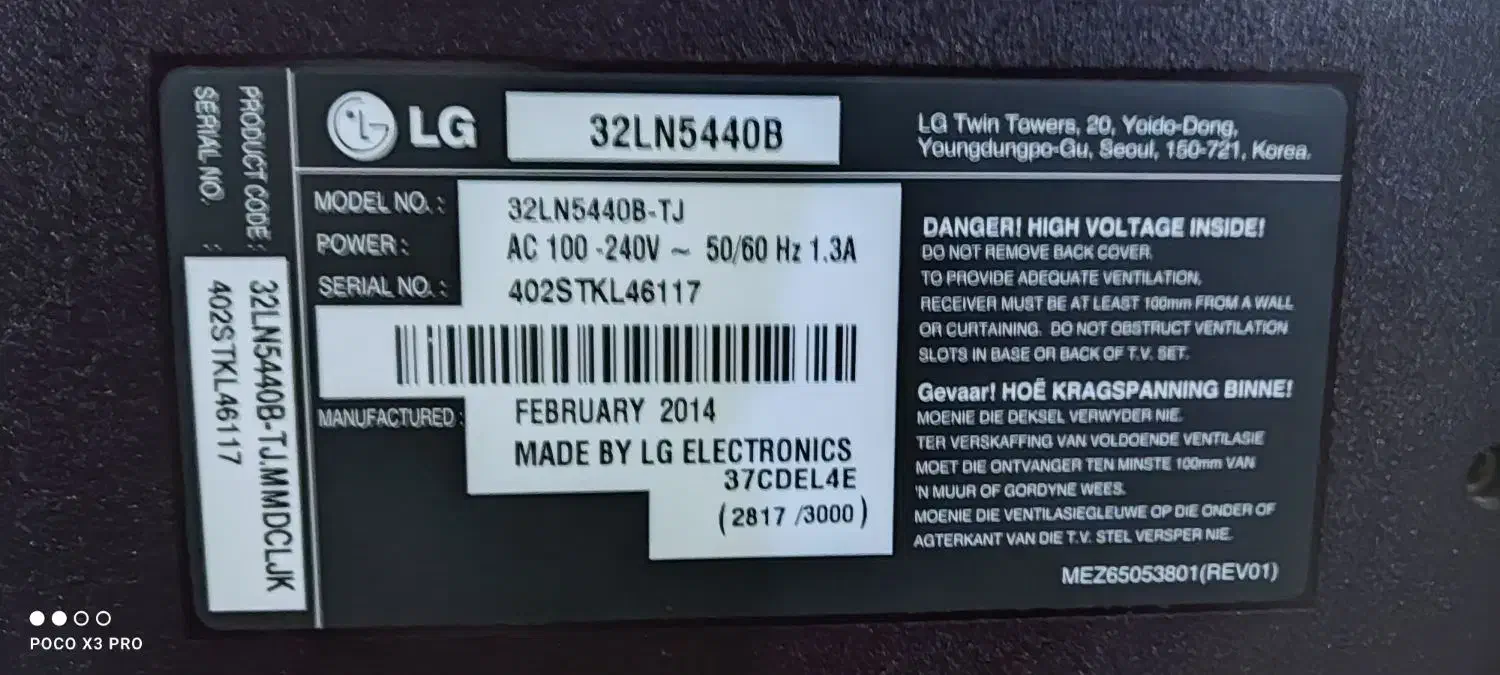 PRODUCT CODE : 32LN5440B-TJ.MMMDCLJK
SERIAL NO. : 402STKL46117
LG 32LN5440B
LG Twin Towers, 20, Yoido-Dong,
Youngdungpo-Gu, Seoul, 150-721, Korea.
MODEL NO. : 32LN5440B-TJ
POWER : AC 100 -240V ~ 50/60 Hz 1.3A
SERIAL NO. : 402STKL46117
MANUFACTURED : FEBRUARY 2014
MADE BY LG ELECTRONICS
37CDEL4E
(2817 /3000)
DANGER! HIGH VOLTAGE INSIDE!
DO NOT REMOVE BACK COVER.
TO PROVIDE ADEQUATE VENTILATION,
RECEIVER MUST BE AT LEAST 100mm FROM A WALL
OR CURTAINING. DO NOT OBSTRUCT VENTILATION
SLOTS IN BASE OR BACK OF T.V. SET.
Gevaar! HOË KRAGSPANNING BINNE!
MOENIE DIE DEKSEL VERWYDER NIE.
TER VERSKAFFING VAN VOLDOENDE VENTILASIE
MOET DIE ONTVANGER TEN MINSTE 100mm VAN
'N MUUR OF GORDYNE WEES.
MOENIE DIE VENTILASIEGLEUWE OP DIE ONDER OF
AGTERKANT VAN DIE T.V. STEL VERSPER NIE.
MEZ65053801(REV01)
POCO X3 PRO